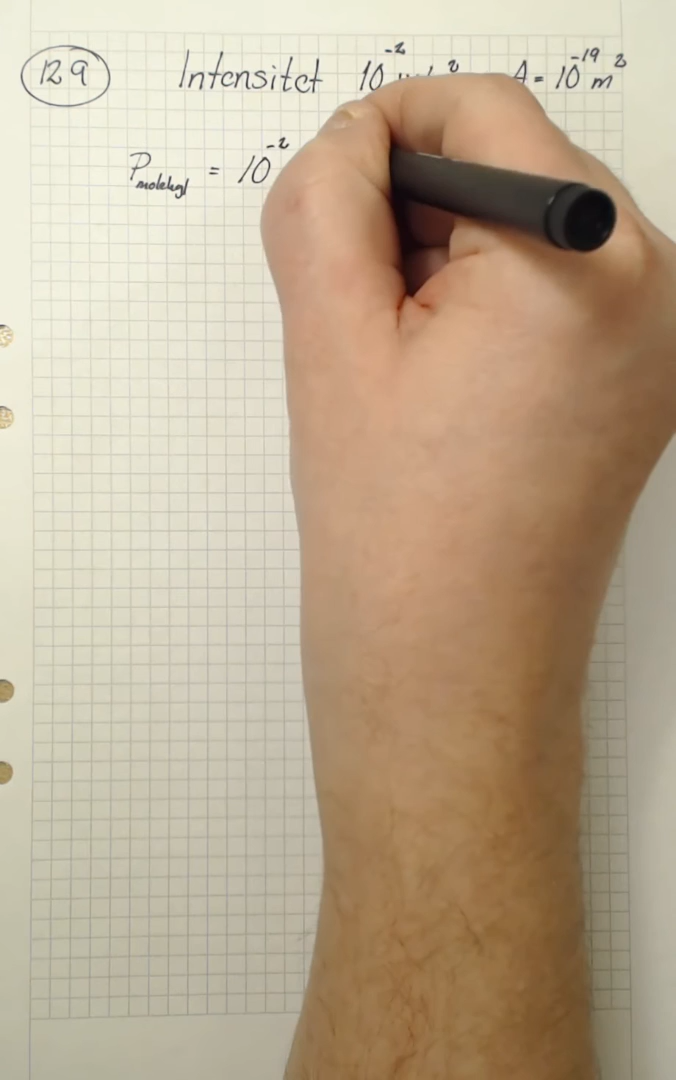 129 Intensitet 10⁻² A = 10⁻¹⁹ m²
P molekyl = 10⁻²